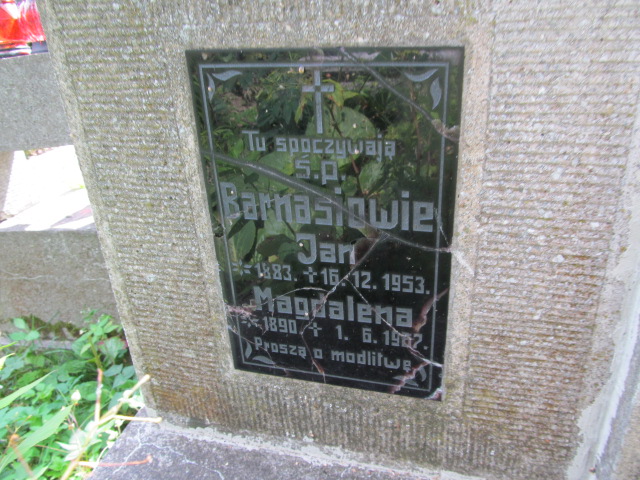 Tu spoczywają
Ś.p.
Barnasiowie
Jan
* 1883. + 16.12.1953.
Magdalena
* 1890. + 1. 6.
Proszą o modlitwę